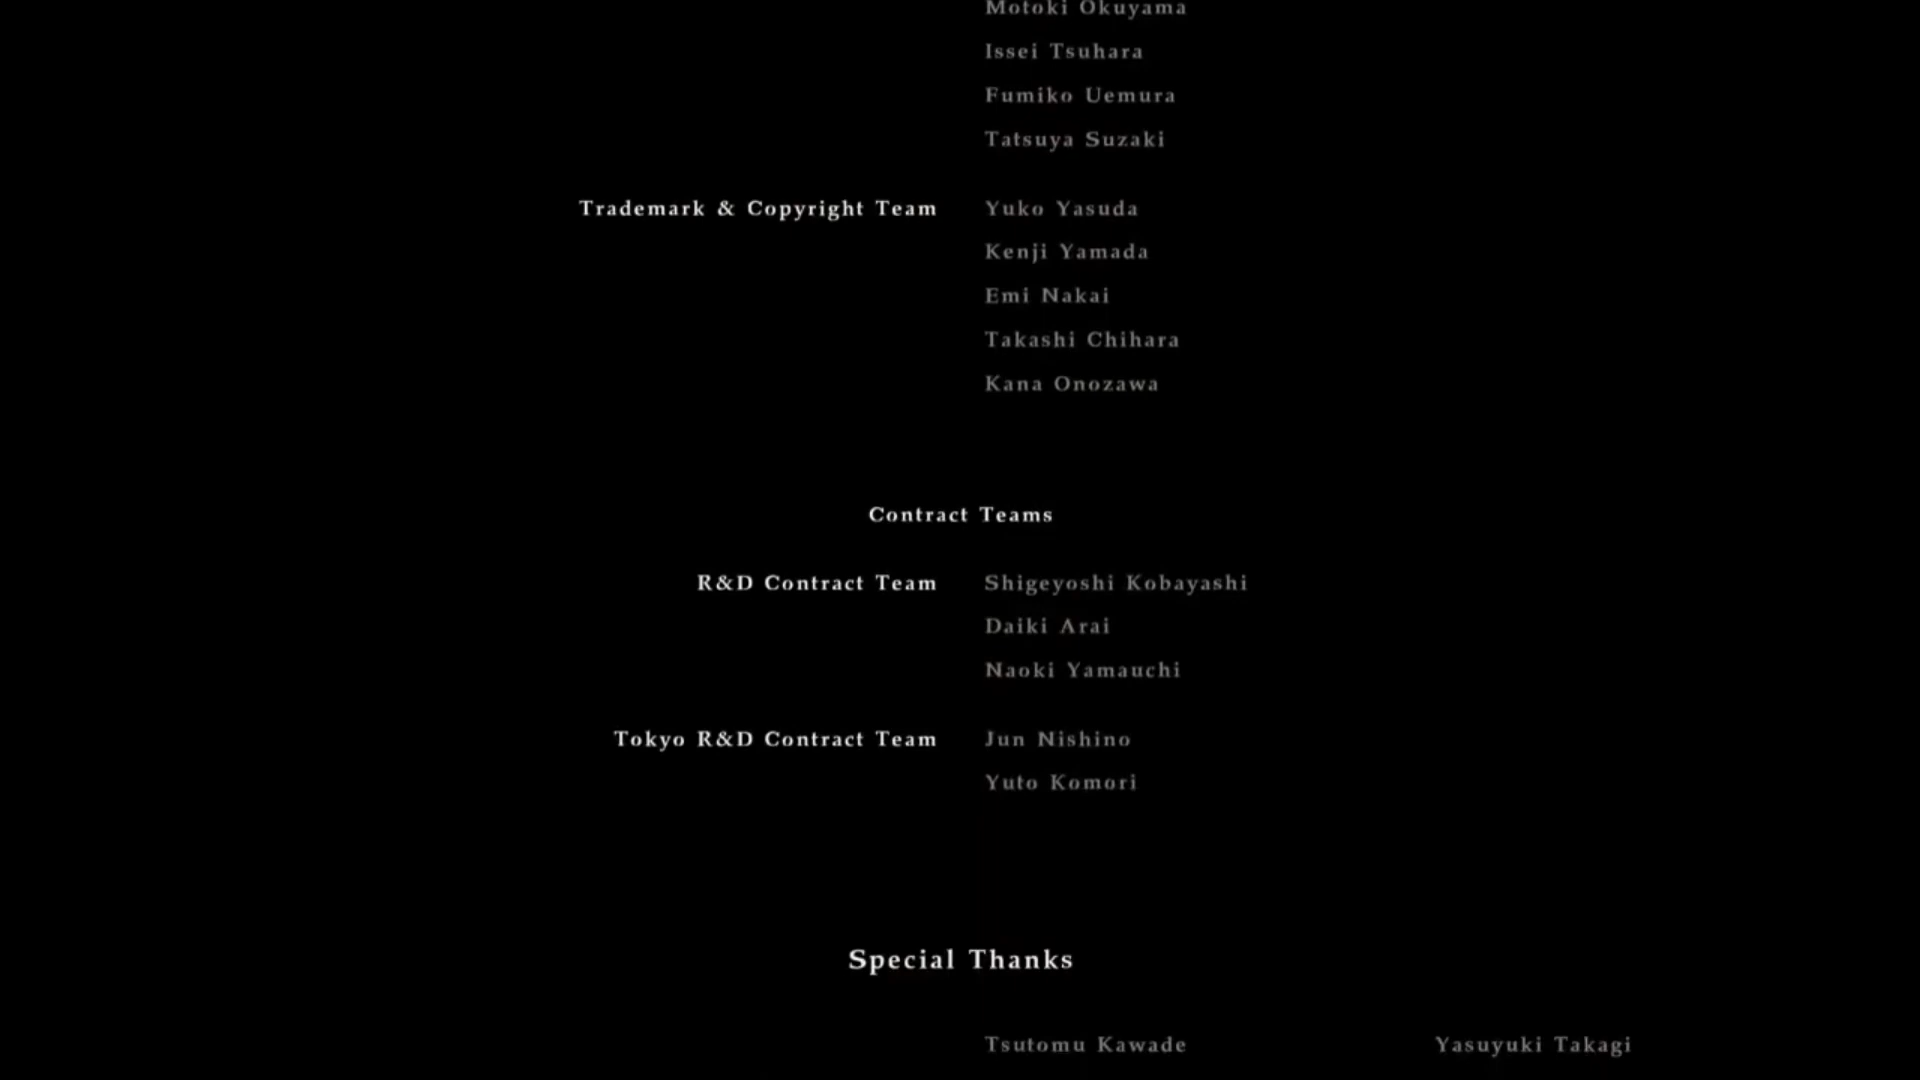 Motoki Okuyama
Issei Tsuhara
Fumiko Uemura
Tatsuya Suzaki
Trademark & Copyright Team Yuko Yasuda
Kenji Yamada
Emi Nakai
Takashi Chihara
Kana Onozawa
Contract Teams
R&D Contract Team Shigeyoshi Kobayashi
Daiki Arai
Naoki Yamauchi
Tokyo R&D Contract Team Jun Nishino
Yuto Komori
Special Thanks
Tsutomu Kawade Yasuyuki Takagi